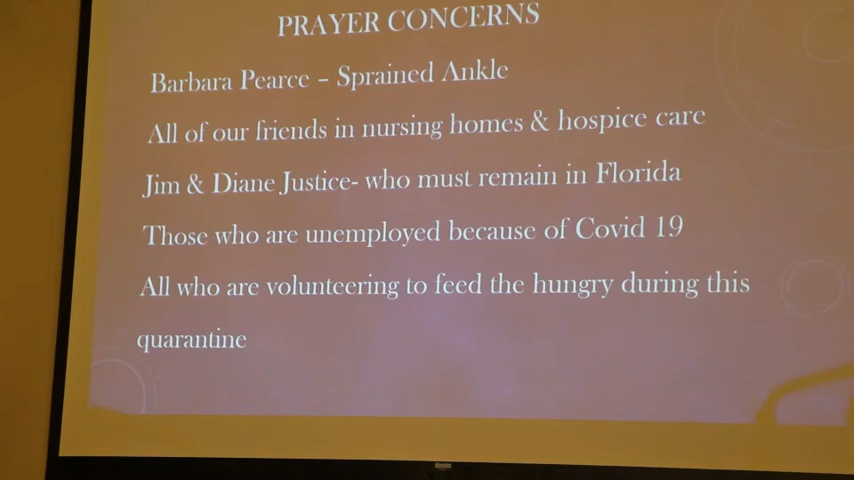 PRAYER CONCERNS
Barbara Pearce – Sprained Ankle
All of our friends in nursing homes & hospice care
Jim & Diane Justice- who must remain in Florida
Those who are unemployed because of Covid 19
All who are volunteering to feed the hungry during this
quarantine